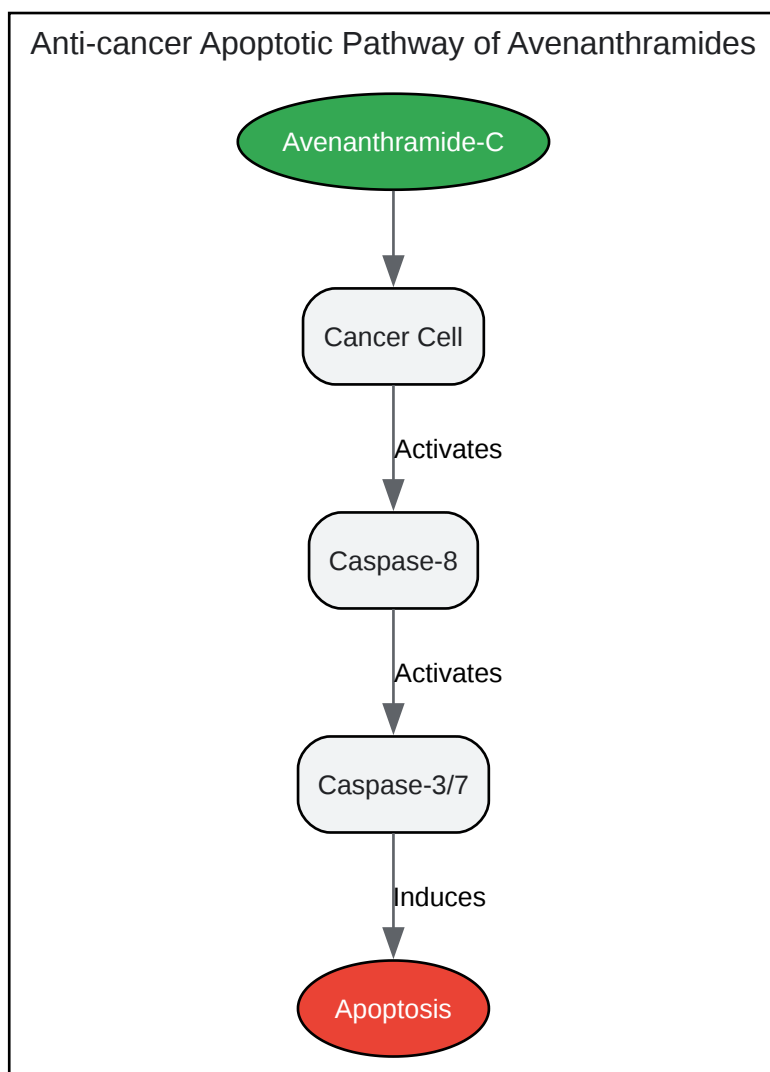 Anti-cancer Apoptotic Pathway of Avenanthramides
Avenanthramide-C
Cancer Cell
Activates
Caspase-8
Activates
Caspase-3/7
Induces
Apoptosis